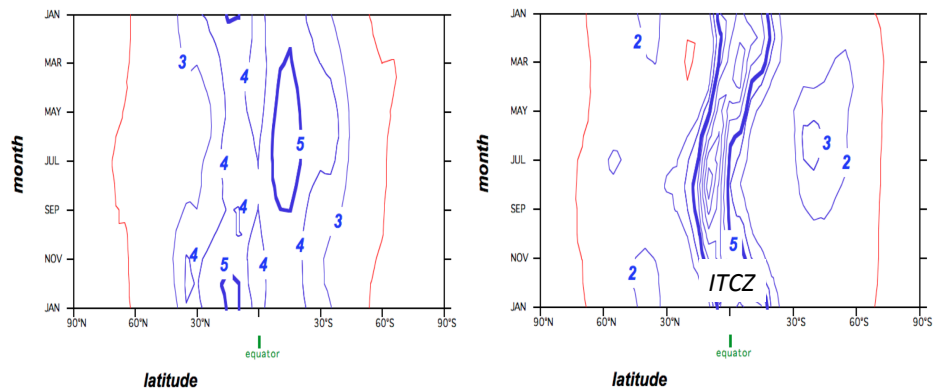 JAN
MAR
MAY
JUL
SEP
NOV
JAN
month
90°N
60°N
30°N
30°S
60°S
90°S
equator
latitude
3
4
5
4
4
4
3
4
4
5
4
JAN
MAR
MAY
JUL
SEP
NOV
JAN
month
90°N
60°N
30°N
30°S
60°S
90°S
equator
latitude
2
3
2
5
2
ITCZ